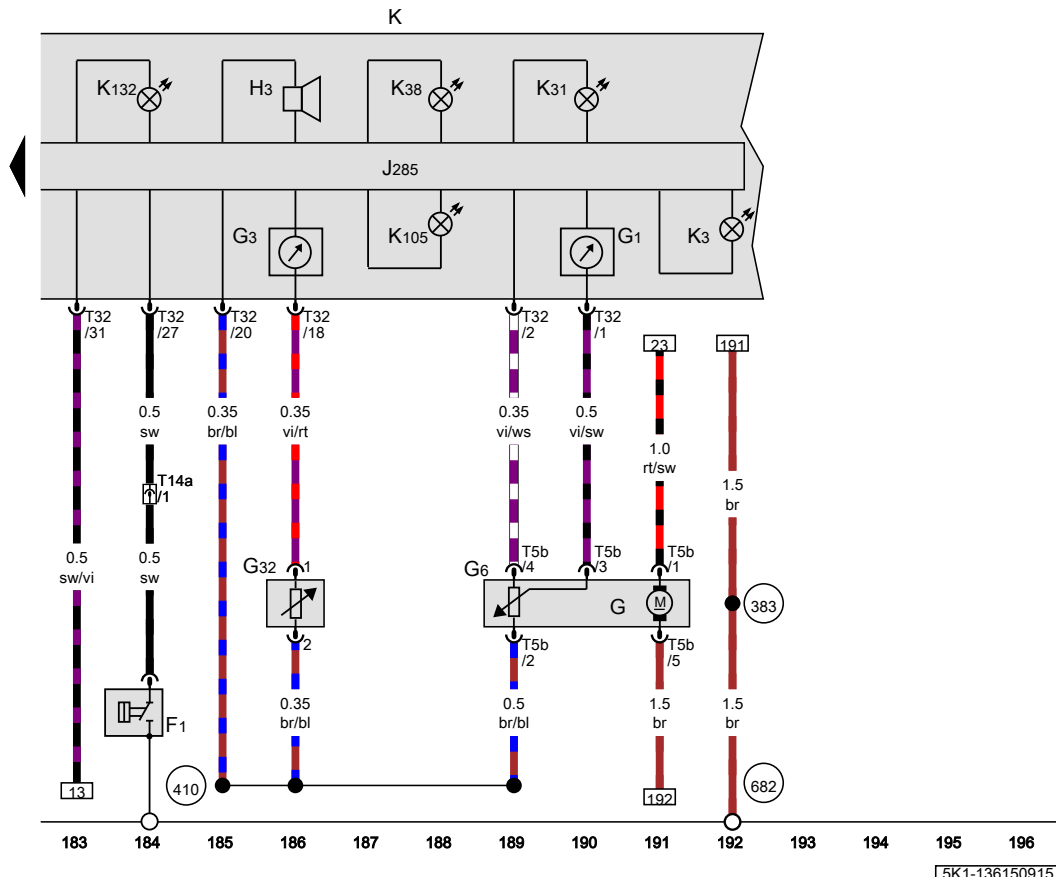 K
K132
H3
K38
K31
J285
G3
K105
G1
K3
T32
/31
T32
/27
T32
/20
T32
/18
T32
/2
T32
/1
23
191
0.5
sw
0.35
br/bl
0.35
vi/rt
0.35
vi/ws
0.5
vi/sw
1.0
rt/sw
T14a
/1
1.5
br
0.5
sw/vi
0.5
sw
G32
1
G6
T5b
/4
T5b
/3
T5b
/1
G
M
383
2
T5b
/2
T5b
/5
0.35
br/bl
0.5
br/bl
1.5
br
1.5
br
F1
13
410
192
682
183 184 185 186 187 188 189 190 191 192 193 194 195 196
5K1-136150915